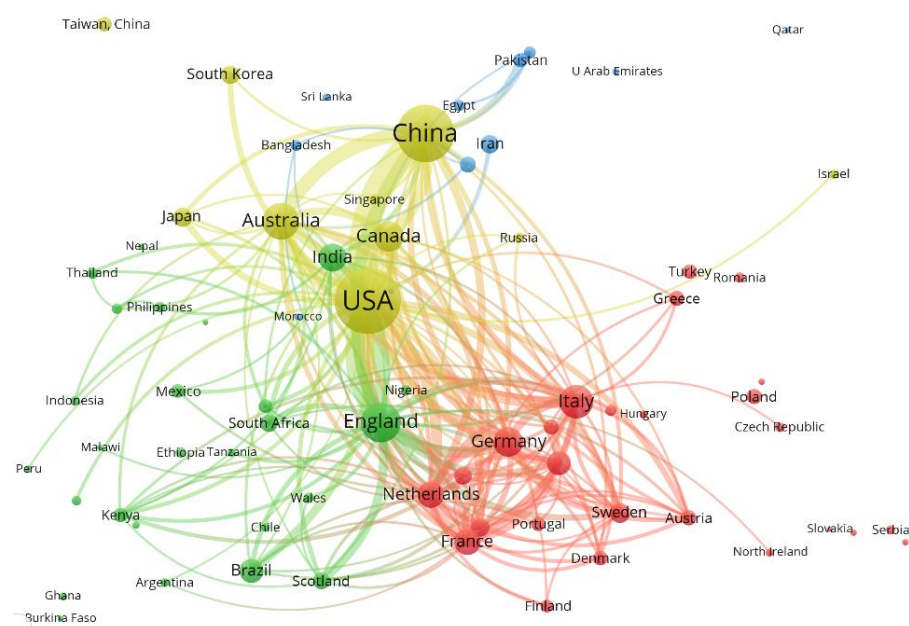 Taiwan, China
Qatar
Pakistan
South Korea
U Arab Emirates
Sri Lanka
Egypt
China
Bangladesh
Iran
Israel
Singapore
Japan
Australia
Canada
Russia
Nepal
India
Thailand
Turkey
Romania
USA
Greece
Philippines
Morocco
Nigeria
Mexico
Indonesia
Italy
Poland
Hungary
England
South Africa
Czech Republic
Germany
Malawi
Ethiopia
Tanzania
Peru
Netherlands
Wales
Sweden
Kenya
Austria
Portugal
Chile
Slovakia
Serbia
France
North Ireland
Denmark
Brazil
Scotland
Argentina
Ghana
Finland
Burkina Faso